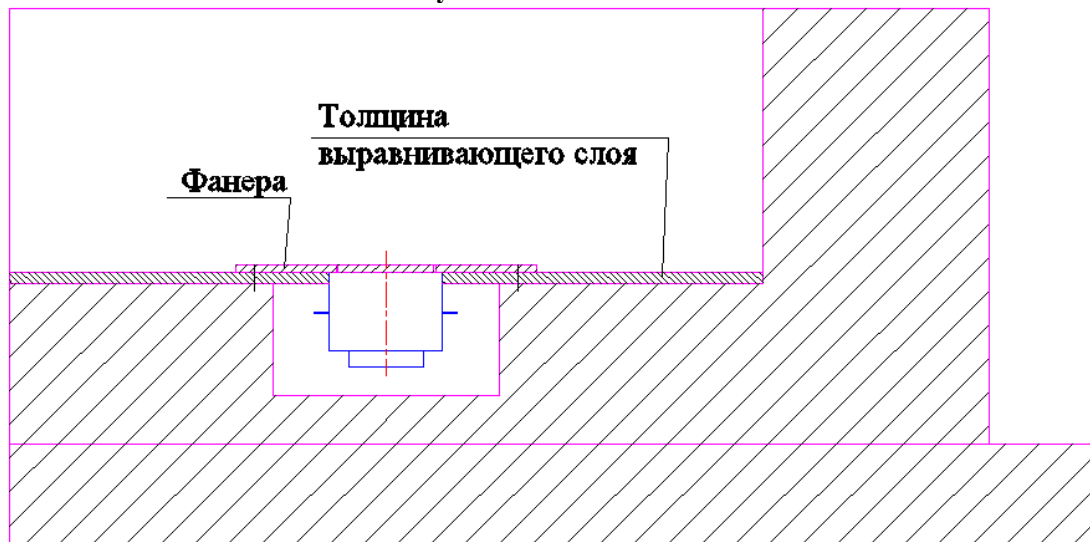 Толщина
выравнивающего слоя
Фанера